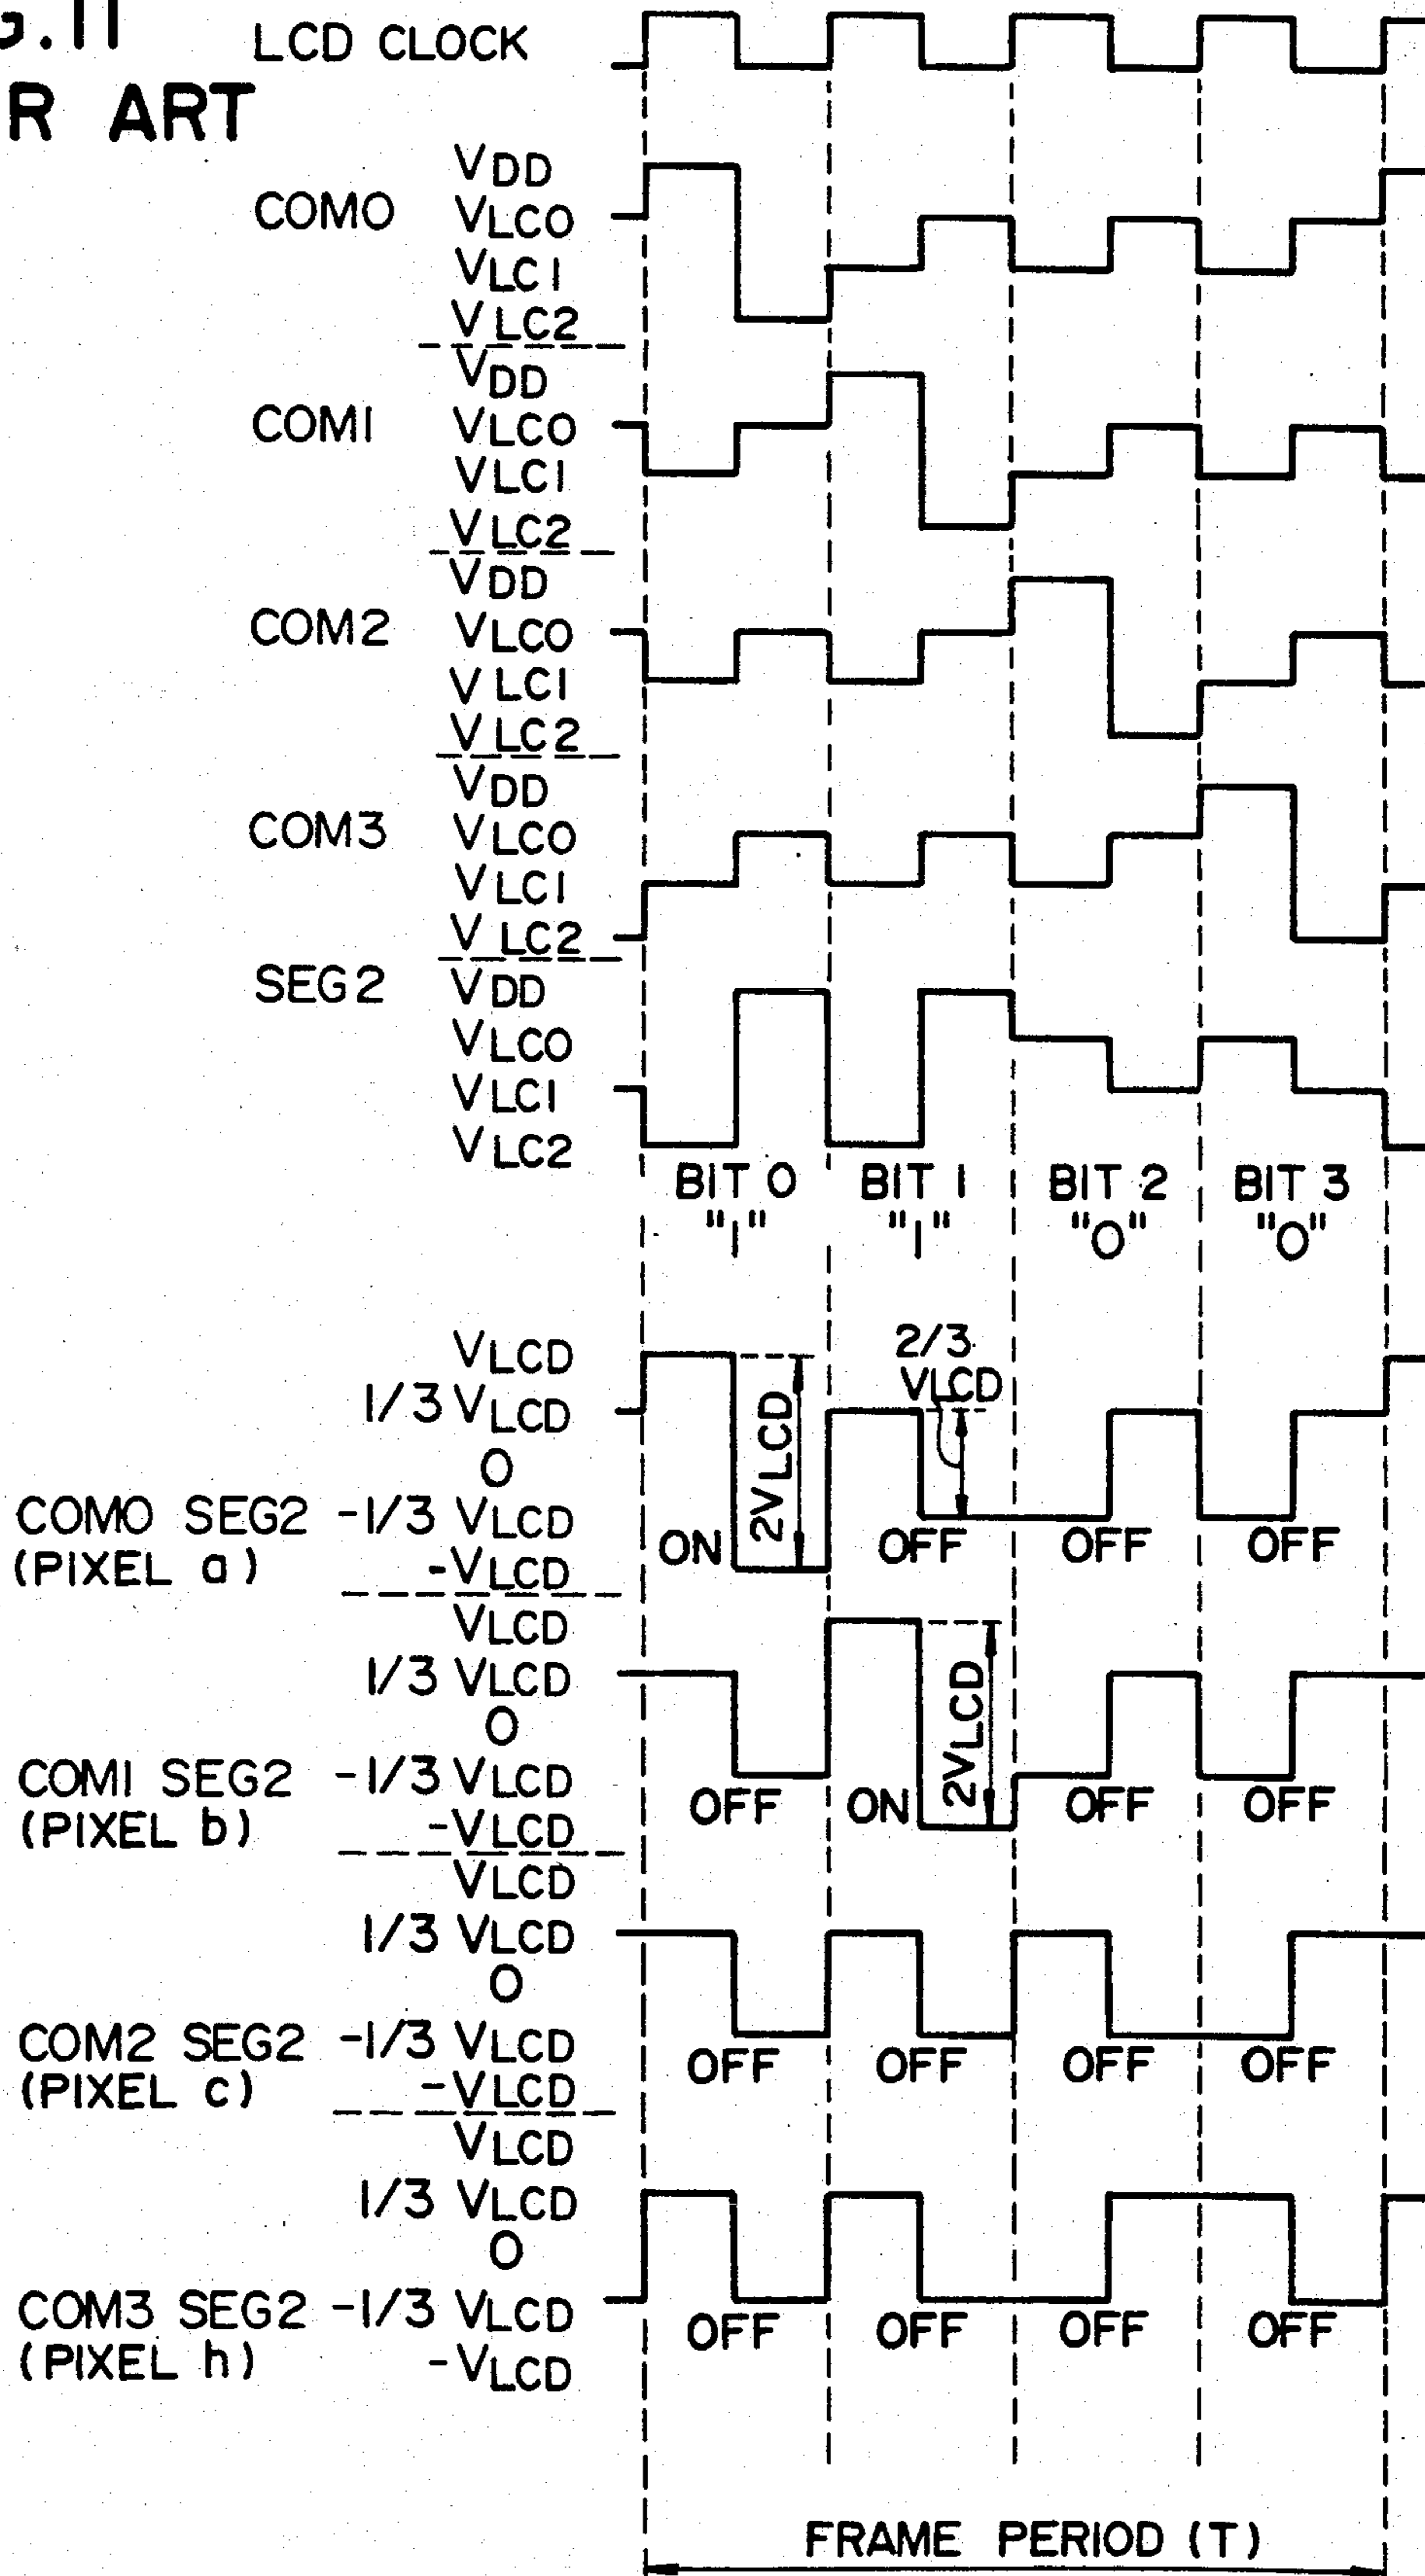 G.11
LCD CLOCK
R ART
VDD
COM0 VLC0
VLC1
VLC2
VDD
COM1 VLC0
VLC1
VLC2
VDD
COM2 VLC0
VLC1
VLC2
VDD
COM3 VLC0
VLC1
VLC2
SEG2 VDD
VLC0
VLC1
VLC2
BIT 0 BIT 1 BIT 2 BIT 3
"1" "1" "0" "0"
2/3
VLCD
VLCD
1/3 VLCD
0
2VLCD
COM0 SEG2 -1/3 VLCD
(PIXEL a) -VLCD
ON OFF OFF OFF
VLCD
1/3 VLCD
0
2VLCD
COM1 SEG2 -1/3 VLCD
(PIXEL b) -VLCD
OFF ON OFF OFF
VLCD
1/3 VLCD
0
COM2 SEG2 -1/3 VLCD
(PIXEL c) -VLCD
OFF OFF OFF OFF
VLCD
1/3 VLCD
0
COM3 SEG2 -1/3 VLCD
(PIXEL h) -VLCD
OFF OFF OFF OFF
FRAME PERIOD (T)